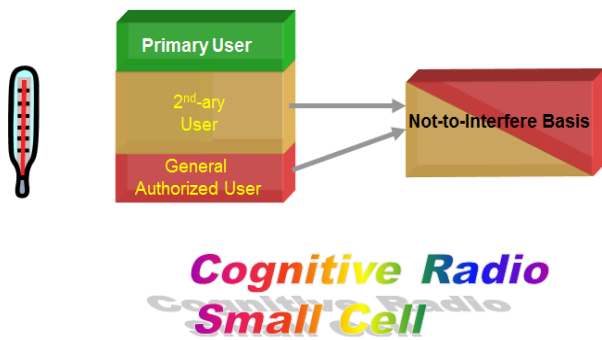 Primary User
2nd-ary
User
Not-to-Interfere Basis
General
Authorized User
Cognitive Radio
Small Cell